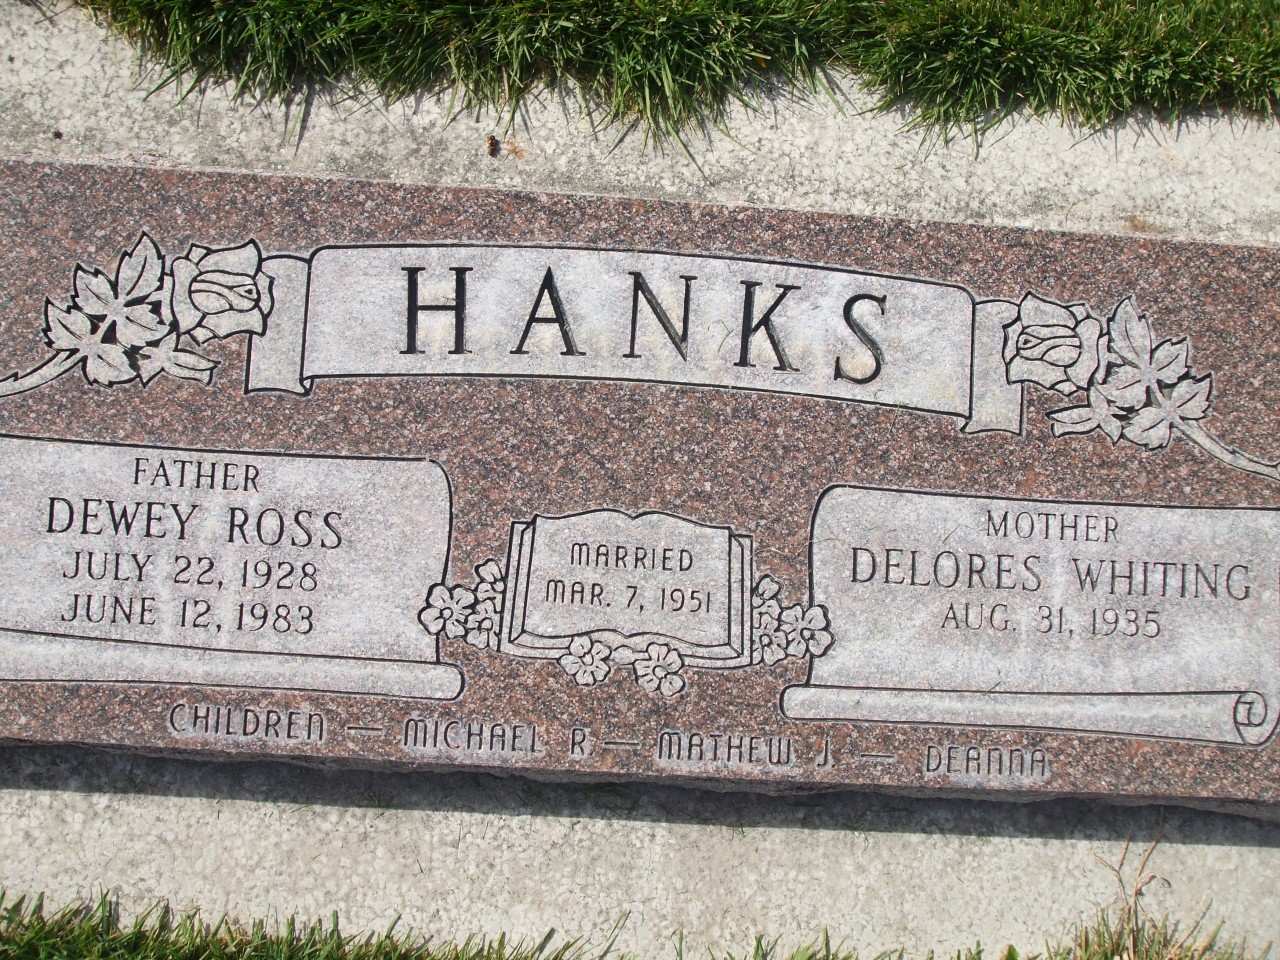 HANKS
FATHER
DEWEY ROSS
JULY 22, 1928
JUNE 12, 1983
MARRIED
MAR. 7, 1951
MOTHER
DELORES WHITING
AUG. 31, 1935
CHILDREN — MICHAEL R. — MATHEW J. — DEANNA